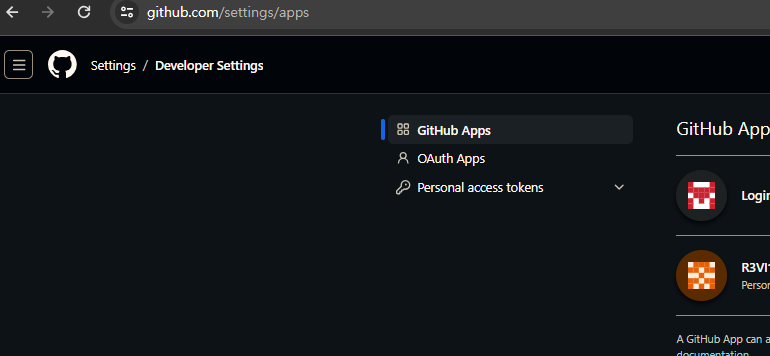 github.com/settings/apps
Settings / Developer Settings
GitHub Apps
OAuth Apps
Personal access tokens
GitHub App
Login
R3VI
Person
A GitHub App can a
documentation